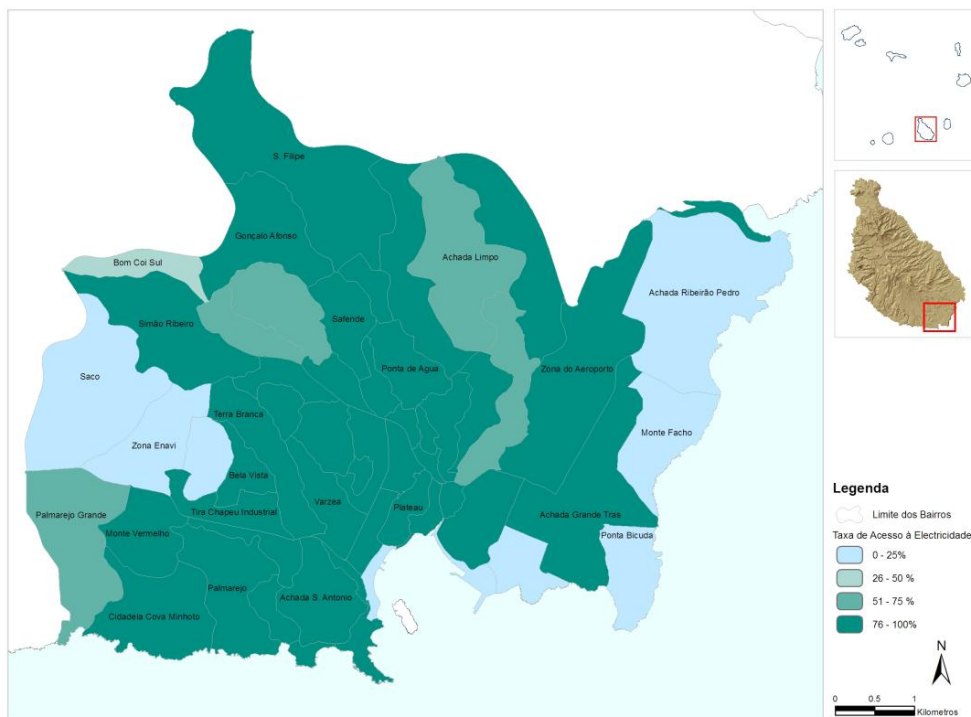 S. Filipe
Gonçalo Afonso
Bom Coi Sul
Achada Limpo
Achada Ribeirão Pedro
Simão Ribeiro
Safende
Saco
Ponta de Agua
Zona do Aeroporto
Terra Branca
Monte Facho
Zona Enavi
Bela Vista
Palmarejo Grande
Varzea
Plateau
Tira Chapeu Industrial
Achada Grande Tras
Monte Vermelho
Ponta Bicuda
Palmarejo
Achada S. Antonio
Cidadela Cova Minhoto
Legenda
Limite dos Bairros
Taxa de Acesso à Electricidade
0 - 25%
26 - 50 %
51 - 75 %
76 - 100%
N
0 0.5 1
Kilometros